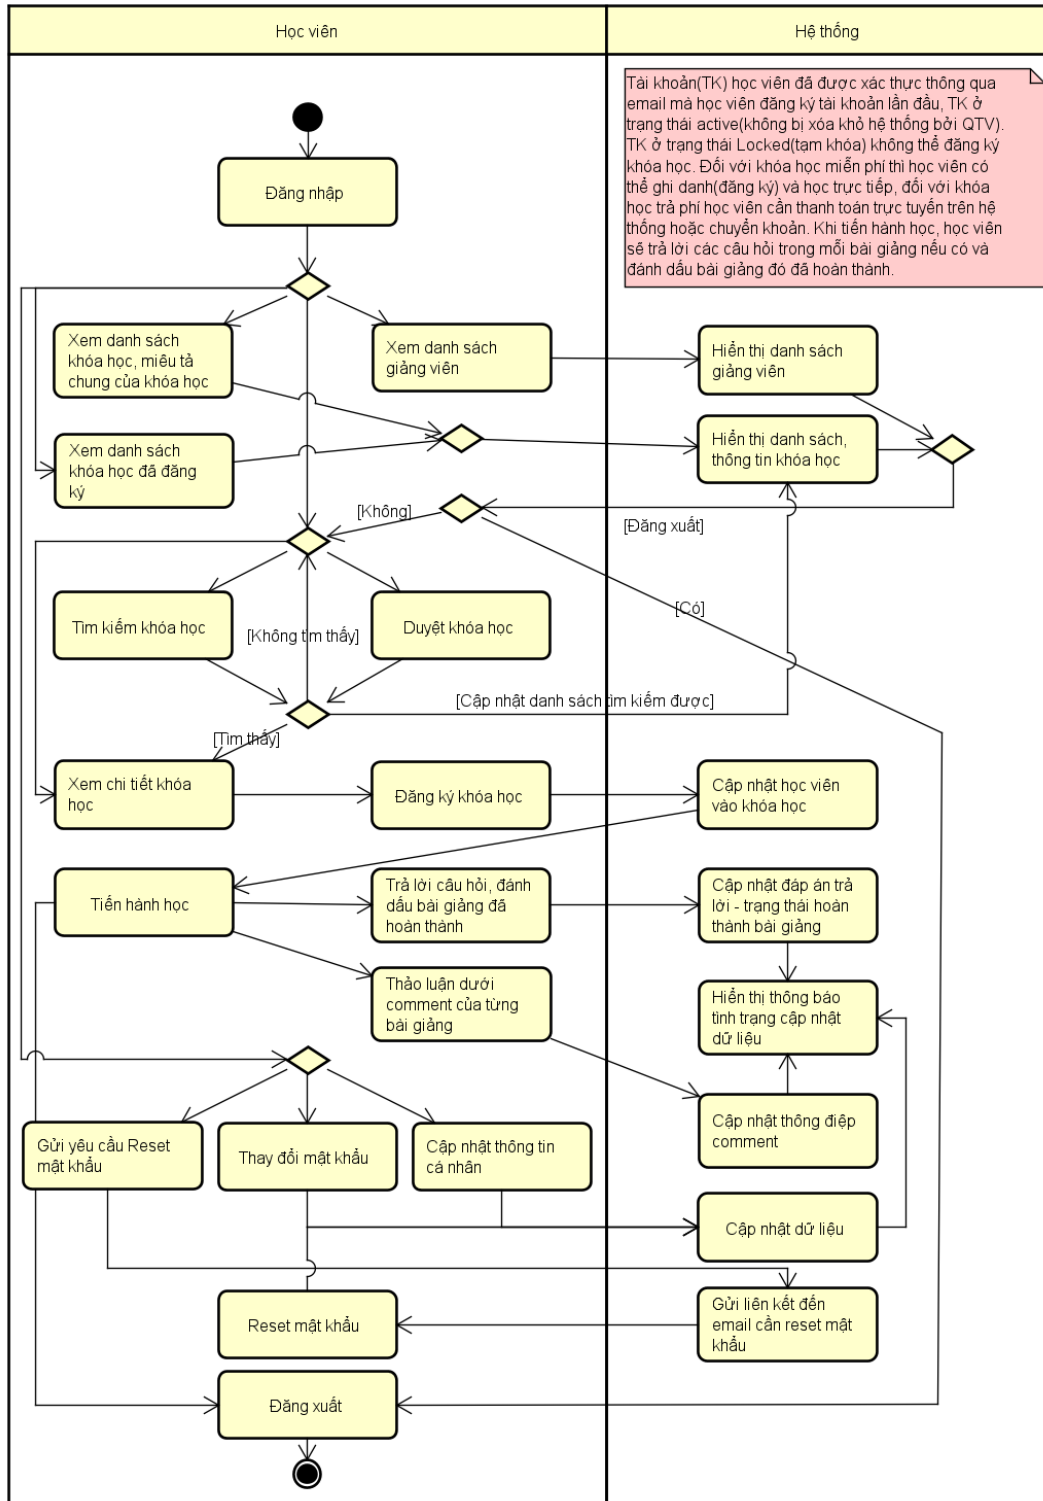 Học viên
Hệ thống
Tài khoản(TK) học viên đã được xác thực thông qua
email mà học viên đăng ký tài khoản lần đầu, TK ở
trạng thái active(không bị xóa khỏ hệ thống bởi QTV).
TK ở trạng thái Locked(tạm khóa) không thể đăng ký
khóa học. Đối với khóa học miễn phí thì học viên có
thể ghi danh(đăng ký) và học trực tiếp, đối với khóa
học trả phí học viên cần thanh toán trực tuyến trên hệ
thống hoặc chuyển khoản. Khi tiến hành học, học viên
sẽ trả lời các câu hỏi trong mỗi bài giảng nếu có và
đánh dấu bài giảng đó đã hoàn thành.
Đăng nhập
Xem danh sách
khóa học, miêu tả
chung của khóa học
Xem danh sách
giảng viên
Hiển thị danh sách
giảng viên
Xem danh sách
khóa học đã đăng
ký
Hiển thị danh sách,
thông tin khóa học
[Không]
[Đăng xuất]
[Có]
Tìm kiếm khóa học
[Không tìm thấy]
Duyệt khóa học
[Cập nhật danh sách tìm kiếm được]
[Tìm thấy]
Xem chi tiết khóa
học
Đăng ký khóa học
Cập nhật học viên
vào khóa học
Tiến hành học
Trả lời câu hỏi, đánh
dấu bài giảng đã
hoàn thành
Cập nhật đáp án trả
lời - trạng thái hoàn
thành bài giảng
Thảo luận dưới
comment của từng
bài giảng
Hiển thị thông báo
tình trạng cập nhật
dữ liệu
Gửi yêu cầu Reset
mật khẩu
Thay đổi mật khẩu
Cập nhật thông tin
cá nhân
Cập nhật thông điệp
comment
Cập nhật dữ liệu
Reset mật khẩu
Gửi liên kết đến
email cần reset mật
khẩu
Đăng xuất